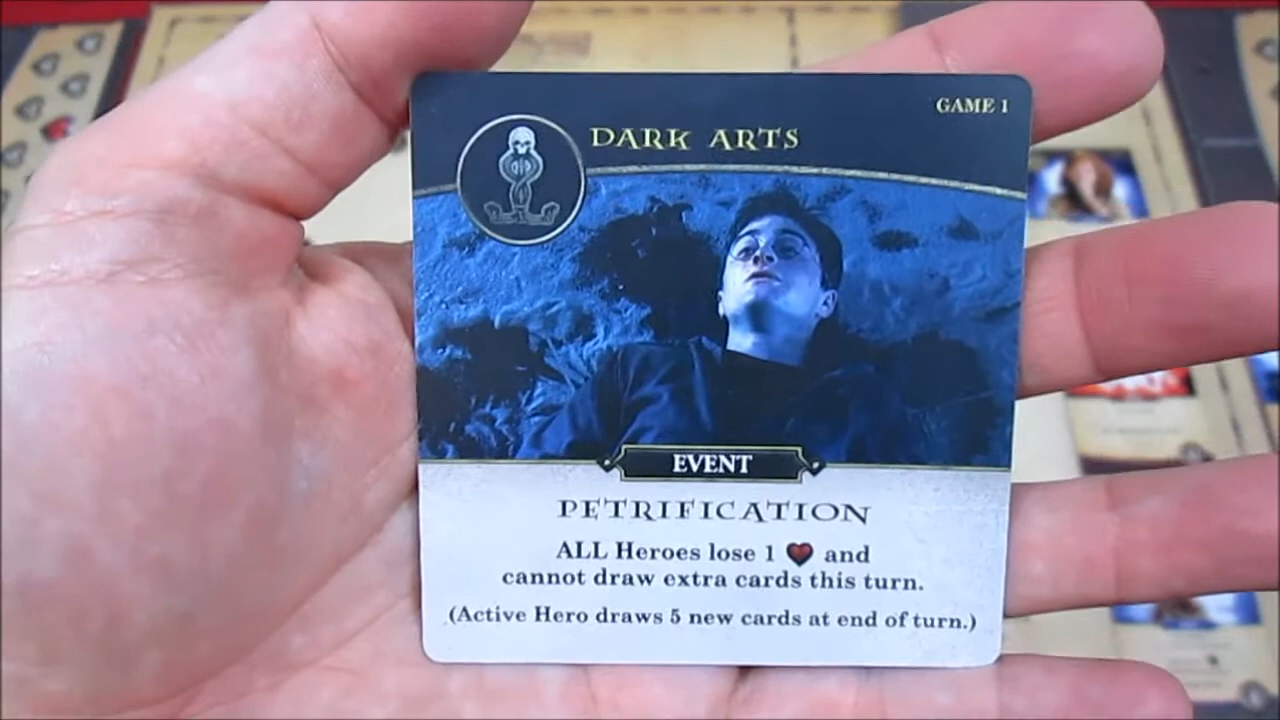 GAME 1
DARK ARTS
EVENT
PETRIFICATION
ALL Heroes lose 1 and
cannot draw extra cards this turn.
(Active Hero draws 5 new cards at end of turn.)